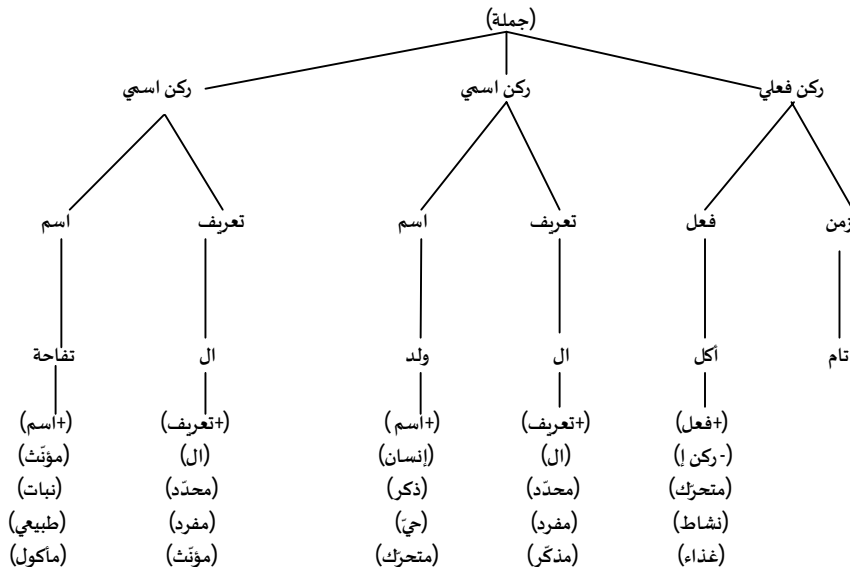 (جملة)
ركن فعلي ركن اسمي ركن اسمي
زمن فعل تعريف اسم تعريف اسم
تام أكل ال ولد ال تفاحة
(+فعل) (+تعريف) (+اسم) (+تعريف) (+اسم)
(- ركن إ) (ال) (إنسان) (ال) (مؤنّث)
(متحرّك) (محدّد) (ذكر) (محدّد) (نبات)
(نشاط) (مفرد) (حيّ) (مفرد) (طبيعي)
(غذاء) (مذكّر) (متحرّك) (مؤنّث) (مأكول)